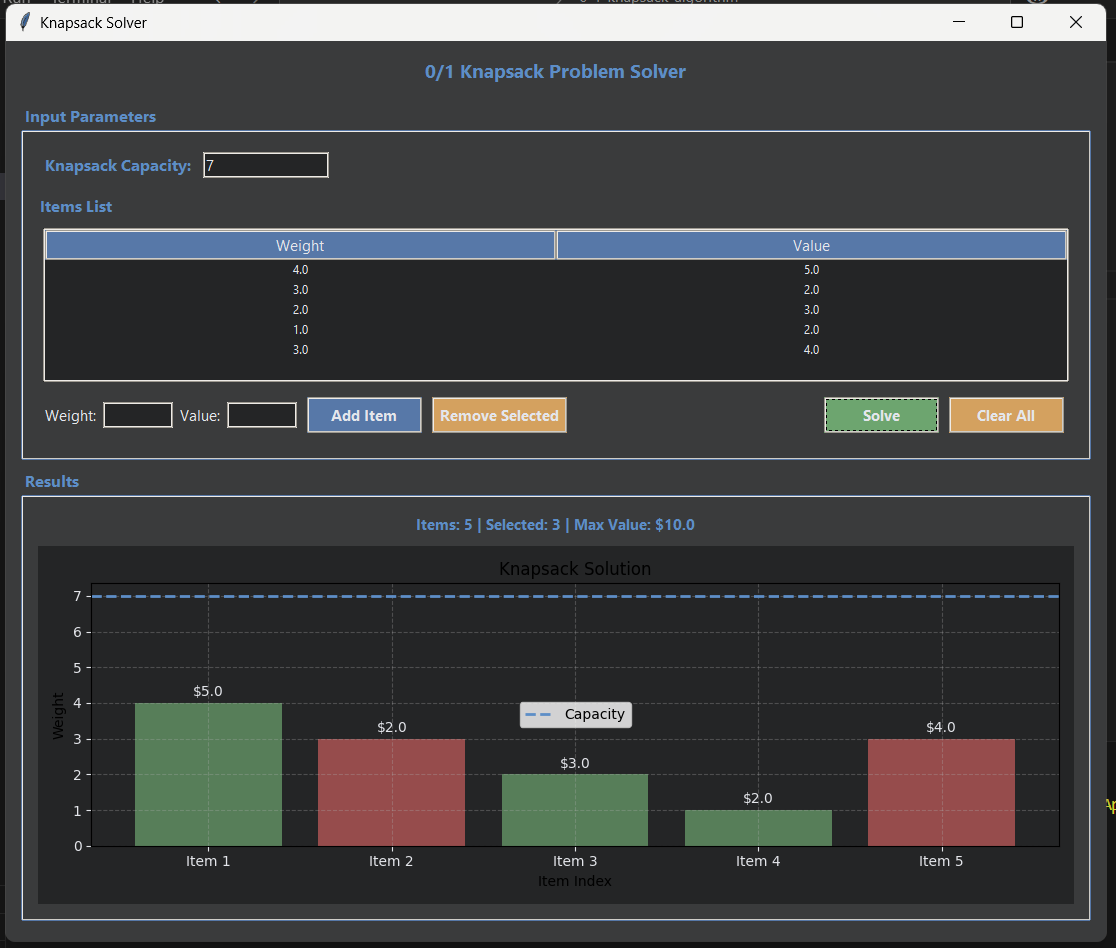 Knapsack Solver
0/1 Knapsack Problem Solver
Input Parameters
Knapsack Capacity: 7
Items List
Weight Value
4.0 5.0
3.0 2.0
2.0 3.0
1.0 2.0
3.0 4.0
Weight: Value: Add Item Remove Selected Solve Clear All
Results
Items: 5 | Selected: 3 | Max Value: $10.0
Knapsack Solution
7
6
5
4
3
2
1
0
Weight
$5.0
$2.0
$3.0
$2.0
$4.0
Capacity
Item 1 Item 2 Item 3 Item 4 Item 5
Item Index